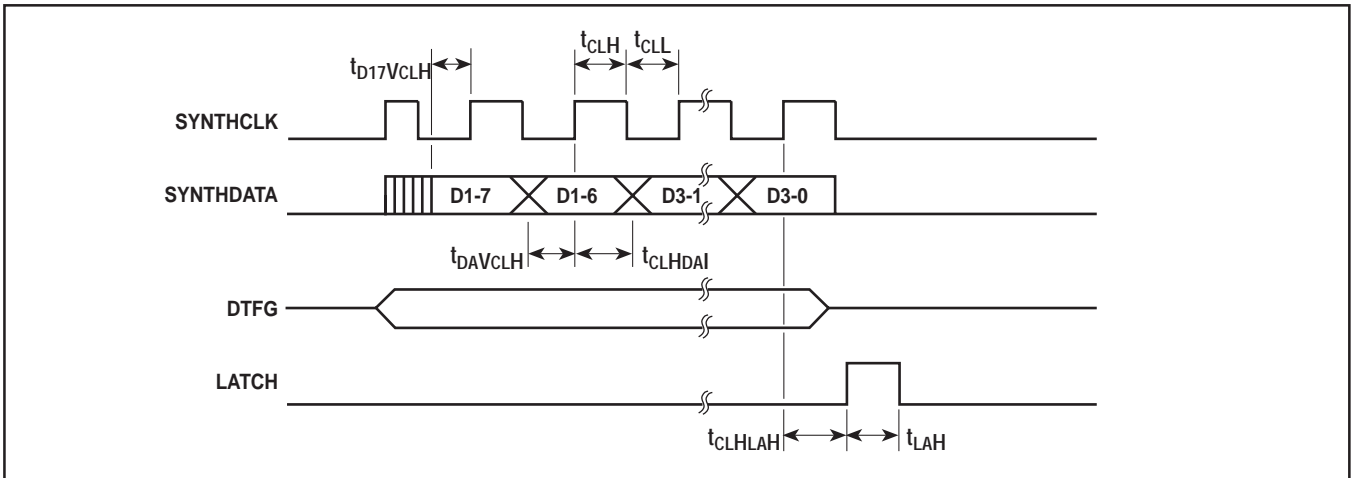 tCLH tCLL
tD17VCLH
SYNTHCLK
SYNTHDATA D1-7 D1-6 D3-1 D3-0
tDAVCLH tCLHDAI
DTFG
LATCH
tCLHLAH tLAH